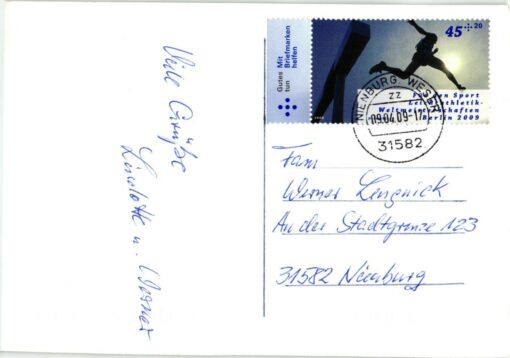 Viele Grüße
Liselotte u. Werner
Gutes Mit
tun Briefmarken
helfen
45+20
Für den Sport
Leichtathletik-
Weltmeisterschaften
Berlin 2009
NIENBURG WESER
zz
09.04.09-17
31582
Fam
Werner
An der Stadtgrenze 123
31582 Nienburg